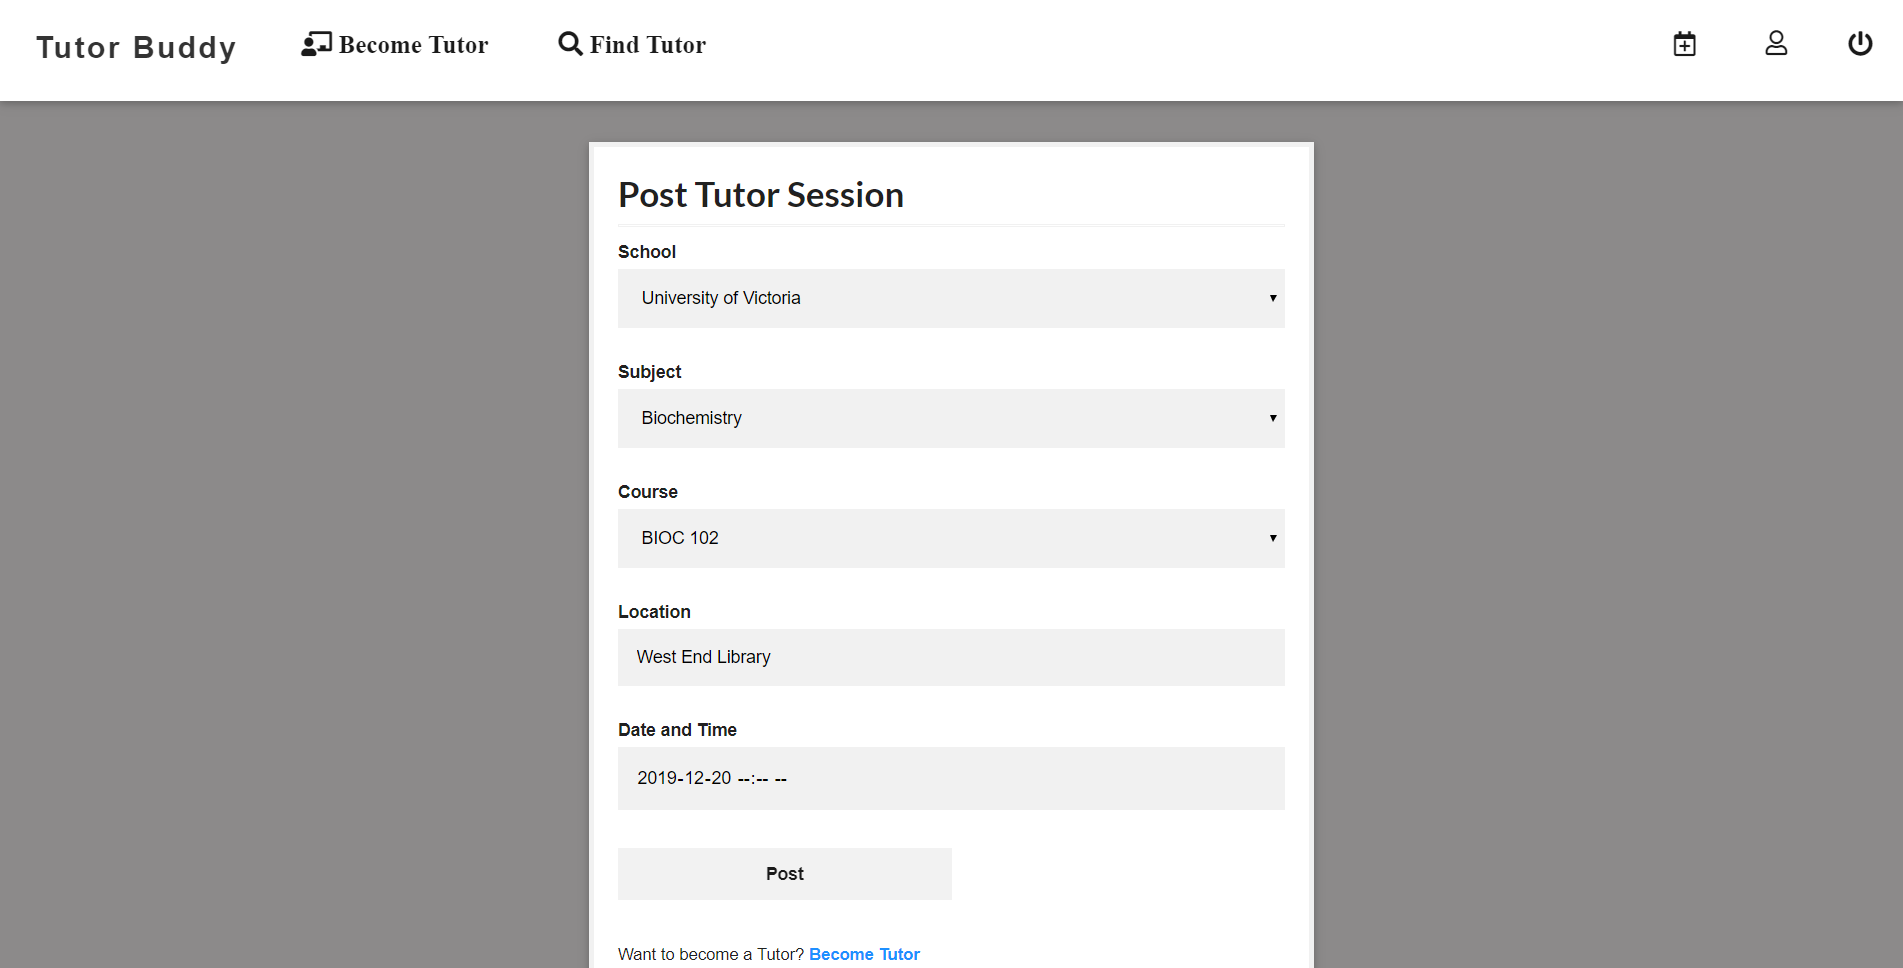 Tutor Buddy
Become Tutor
Find Tutor
Post Tutor Session
School
University of Victoria
Subject
Biochemistry
Course
BIOC 102
Location
West End Library
Date and Time
2019-12-20 --:-- --
Post
Want to become a Tutor? Become Tutor